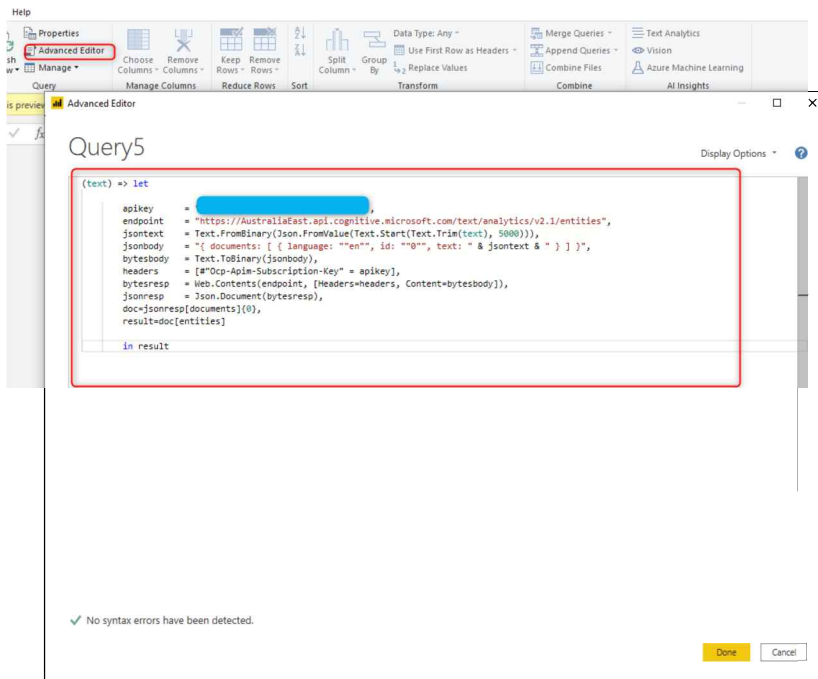 Help
Properties
Advanced Editor
Manage
Query
Choose Columns
Remove Columns
Manage Columns
Keep Rows
Remove Rows
Reduce Rows
Sort
Split Column
Group By
Data Type: Any
Use First Row as Headers
Replace Values
Transform
Merge Queries
Append Queries
Combine Files
Combine
Text Analytics
Vision
Azure Machine Learning
AI Insights
is preview
fx
Advanced Editor
Query5
Display Options
?
(text) => let
apikey = ,
endpoint = "https://AustraliaEast.api.cognitive.microsoft.com/text/analytics/v2.1/entities",
jsontext = Text.FromBinary(Json.FromValue(Text.Start(Text.Trim(text), 5000))),
jsonbody = "{ documents: [ { language: ""en"", id: ""0"", text: " & jsontext & " } ] }",
bytesbody = Text.ToBinary(jsonbody),
headers = [#"Ocp-Apim-Subscription-Key" = apikey],
bytesresp = Web.Contents(endpoint, [Headers=headers, Content=bytesbody]),
jsonresp = Json.Document(bytesresp),
doc=jsonresp[documents]{0},
result=doc[entities]
in result
No syntax errors have been detected.
Done
Cancel